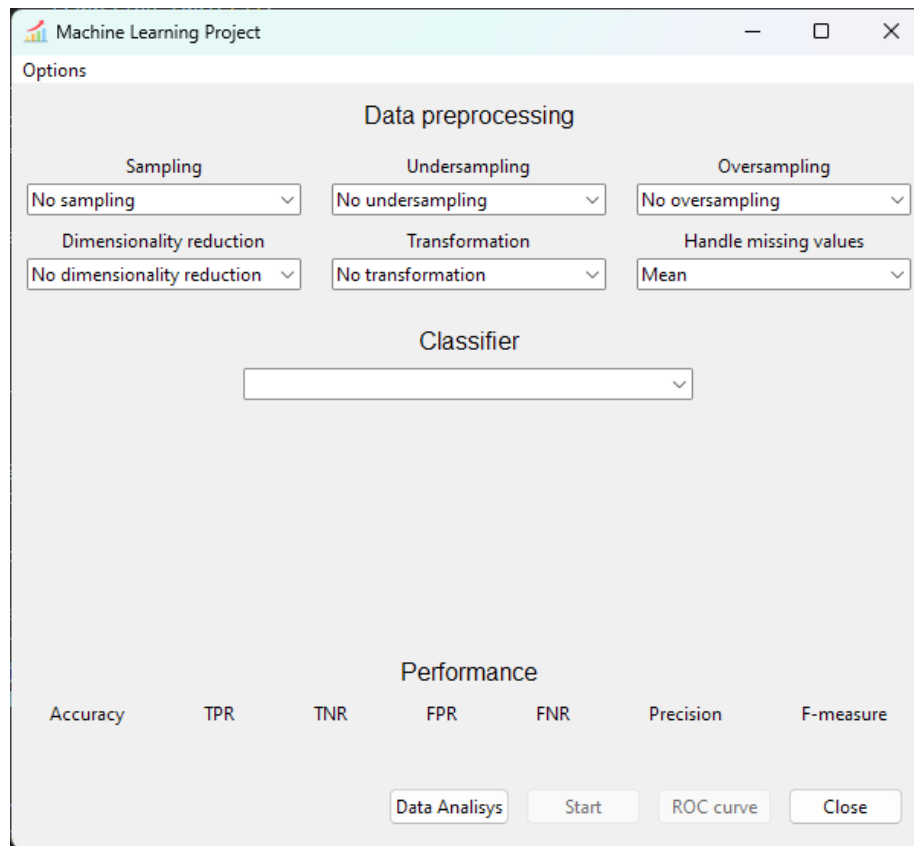 Machine Learning Project
Options
Data preprocessing
Sampling Undersampling Oversampling
No sampling No undersampling No oversampling
Dimensionality reduction Transformation Handle missing values
No dimensionality reduction No transformation Mean
Classifier
Performance
Accuracy TPR TNR FPR FNR Precision F-measure
Data Analisys Start ROC curve Close